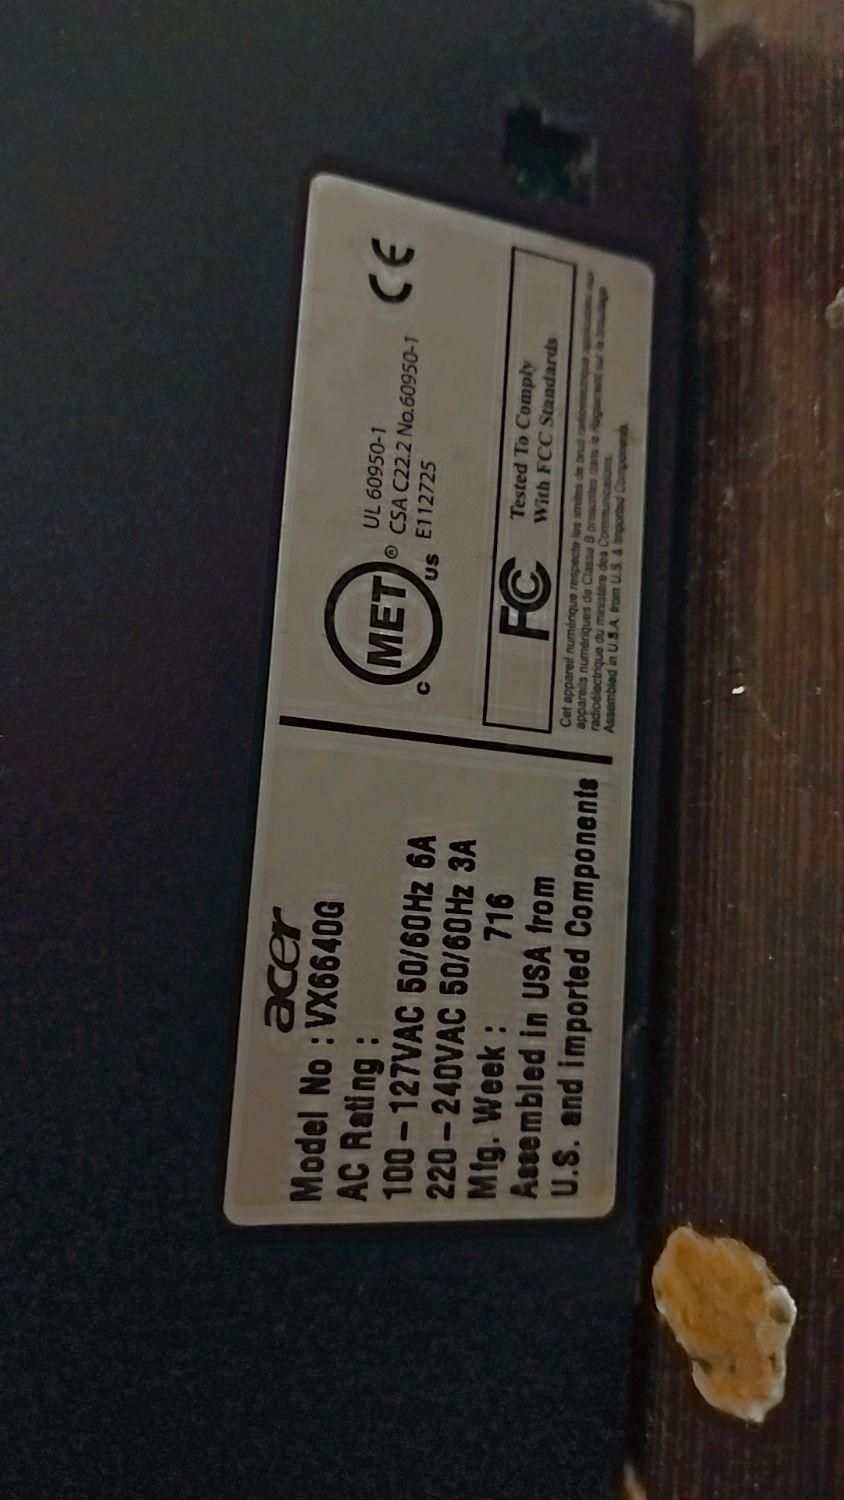 acer
Model No : VX6640G
AC Rating :
100–127VAC 50/60Hz 6A
220–240VAC 50/60Hz 3A
Mfg. Week : 716
Assembled in USA from
U.S. and imported Components
CE
MET
®
C US
UL 60950-1
CSA C22.2 No.60950-1
E112725
FC
Tested To Comply
With FCC Standards
Cet appareil numérique respecte les limites de bruit radioélectrique applicables aux
appareils numériques de Classe B prescrites dans le Règlement sur le brouillage
radioélectrique du ministère des Communications.
Assembled in U.S.A. from U.S. & Imported Components.